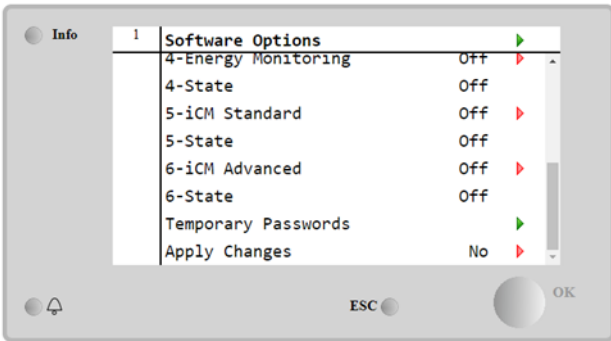 Info
1 Software Options
4-Energy Monitoring Off
4-State Off
5-iCM Standard Off
5-State Off
6-iCM Advanced Off
6-State Off
Temporary Passwords
Apply Changes No
ESC
OK